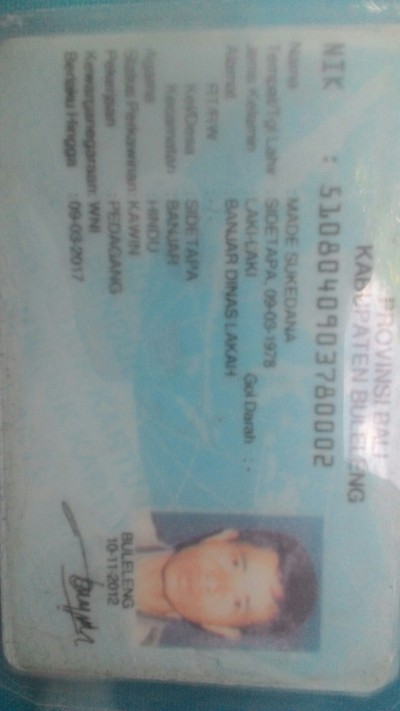 PROVINSI BALI
KABUPATEN BULELENG
NIK : 5108040903780002
Nama : MADE SUKEDANA
Tempat/Tgl Lahir : SIDETAPA, 09-03-1978
Jenis Kelamin : LAKI-LAKI Gol Darah : -
Alamat : BANJAR DINAS LAKAH
RT/RW : - / -
Kel/Desa : SIDETAPA
Kecamatan : BANJAR
Agama : HINDU
Status Perkawinan : KAWIN
Pekerjaan : PEDAGANG
Kewarganegaraan : WNI
Berlaku Hingga : 09-03-2017
BULELENG
10-11-2012